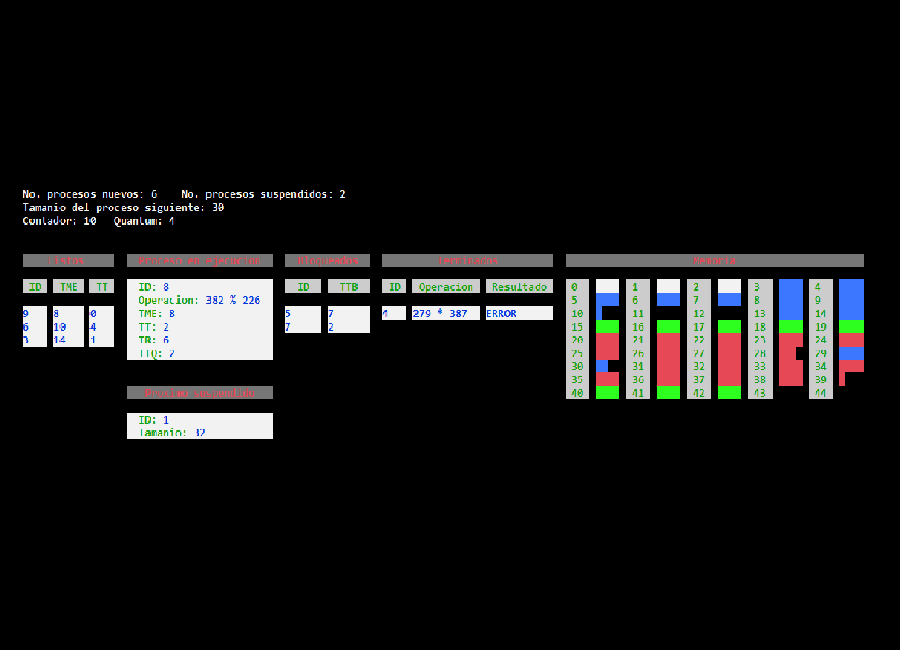 No. procesos nuevos: 6 No. procesos suspendidos: 2
Tamanio del proceso siguiente: 30
Contador: 10 Quantum: 4
Listos Proceso en ejecucion Bloqueados Terminados Memoria
ID TME TT ID: 8 ID TTB ID Operacion Resultado 0 1 2 3 4
Operacion: 382 % 226 5 6 7 8 9
9 8 0 TME: 8 5 7 4 279 * 387 ERROR 10 11 12 13 14
6 10 4 TT: 2 7 2 15 16 17 18 19
3 14 1 TR: 6 20 21 22 23 24
TTQ: 2 25 26 27 28 29
30 31 32 33 34
35 36 37 38 39
Proximo suspendido 40 41 42 43 44
ID: 1
Tamanio: 32